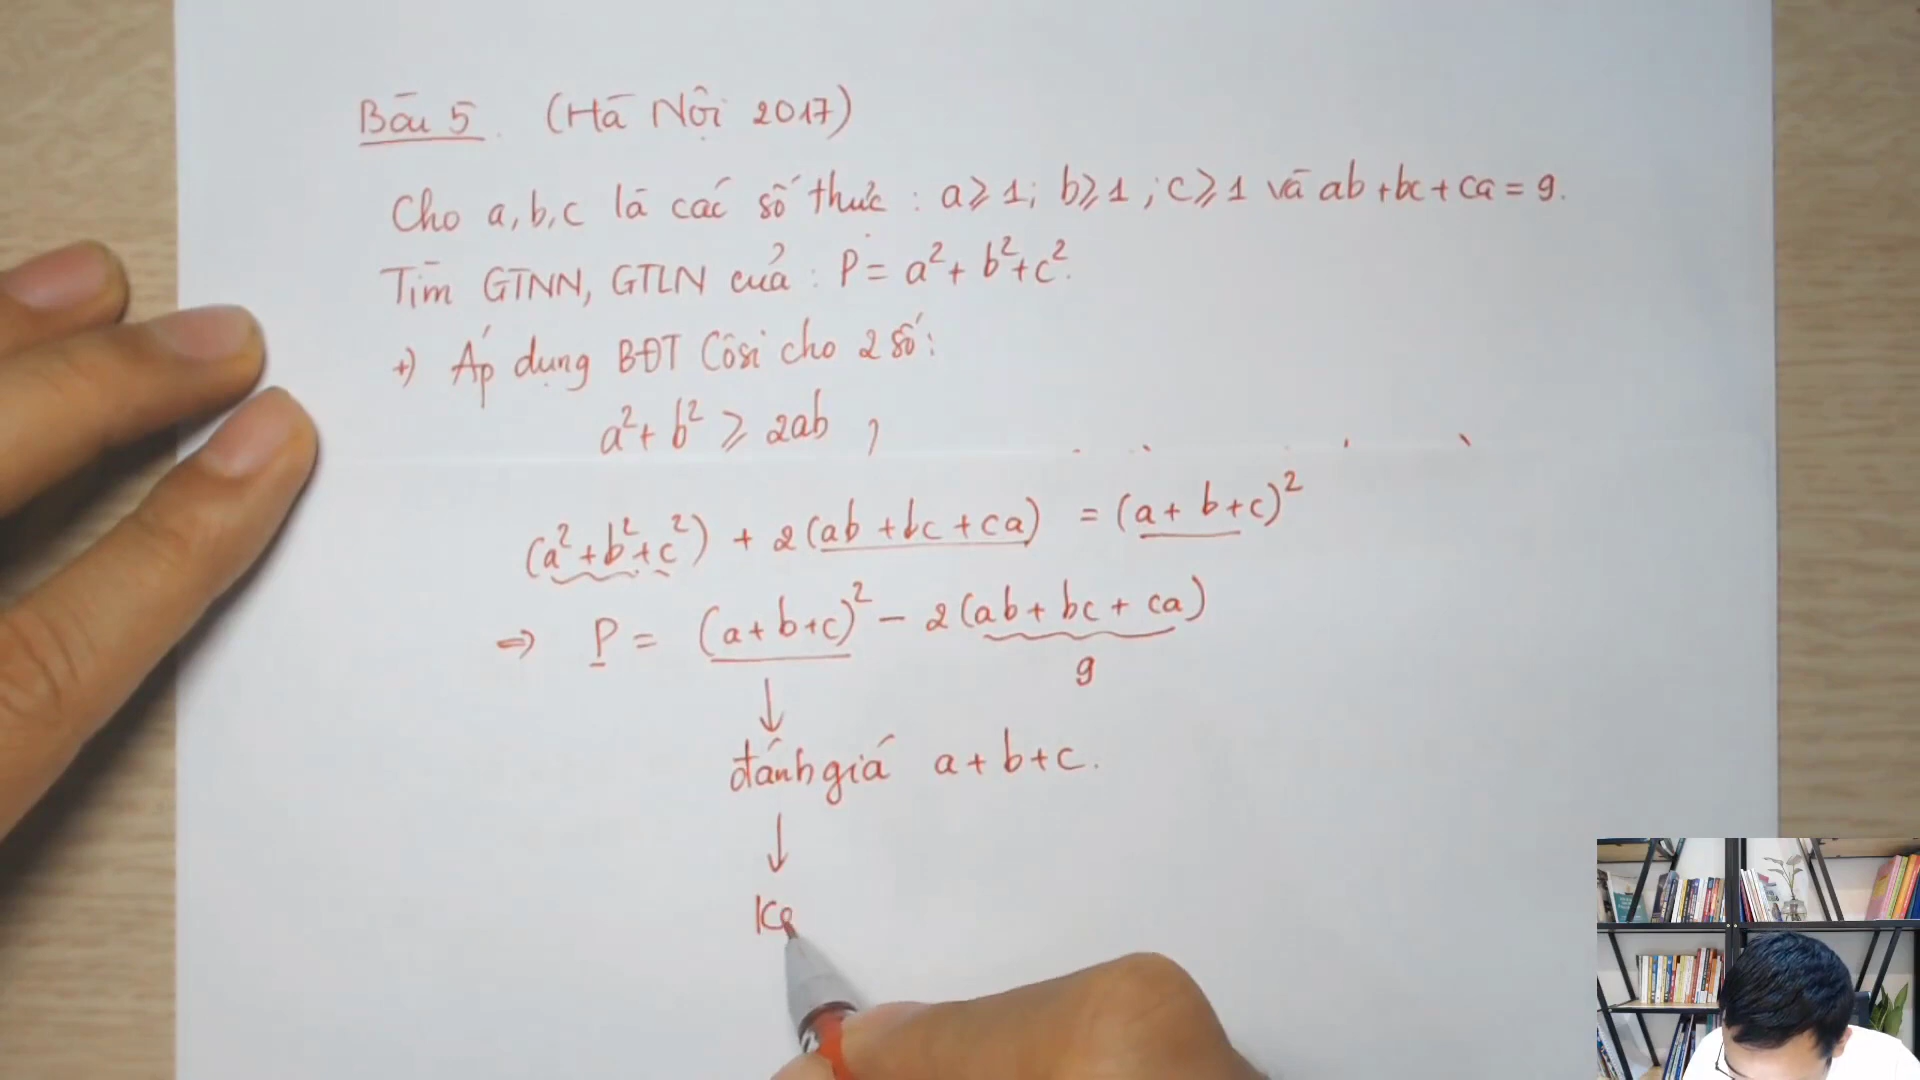 Bài 5. (Hà Nội 2017)
Cho a, b, c là các số thức : a ⩾ 1; b ⩾ 1 ; c ⩾ 1 và ab + bc + ca = 9.
Tìm GTNN, GTLN của : P = a² + b² + c².
+) Áp dụng BĐT Côsi cho 2 số :
a² + b² ⩾ 2ab ,
(a² + b² + c²) + 2(ab + bc + ca) = (a + b + c)²
⇒ P = (a + b + c)² − 2(ab + bc + ca)
9
↓
đánh giá a + b + c.
↓